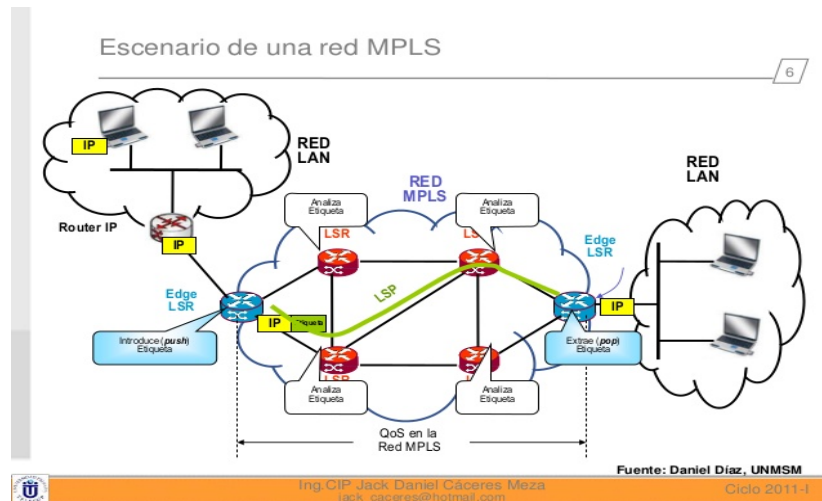 Escenario de una red MPLS
6
IP
RED
LAN
Router IP
IP
RED
MPLS
RED
LAN
Analiza
Etiqueta
LSR
Analiza
Etiqueta
Edge
LSR
Edge
LSR
LSP
IP
IP
Introduce (push)
Etiqueta
Extrae (pop)
Etiqueta
LSR
Analiza
Etiqueta
Analiza
Etiqueta
QoS en la
Red MPLS
Fuente: Daniel Díaz, UNMSM
Ing.CIP Jack Daniel Cáceres Meza
jack_caceres@hotmail.com
Ciclo 2011-I